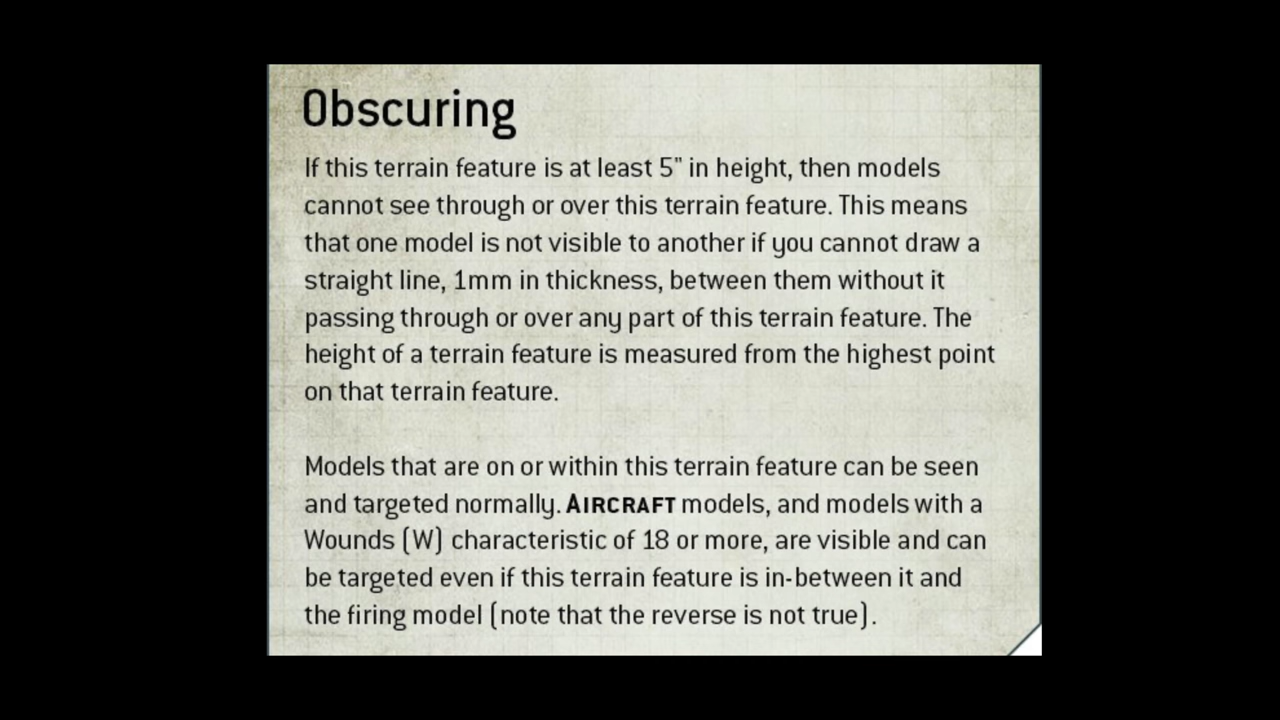 Obscuring
If this terrain feature is at least 5" in height, then models
cannot see through or over this terrain feature. This means
that one model is not visible to another if you cannot draw a
straight line, 1mm in thickness, between them without it
passing through or over any part of this terrain feature. The
height of a terrain feature is measured from the highest point
on that terrain feature.
Models that are on or within this terrain feature can be seen
and targeted normally. AIRCRAFT models, and models with a
Wounds (W) characteristic of 18 or more, are visible and can
be targeted even if this terrain feature is in-between it and
the firing model (note that the reverse is not true).